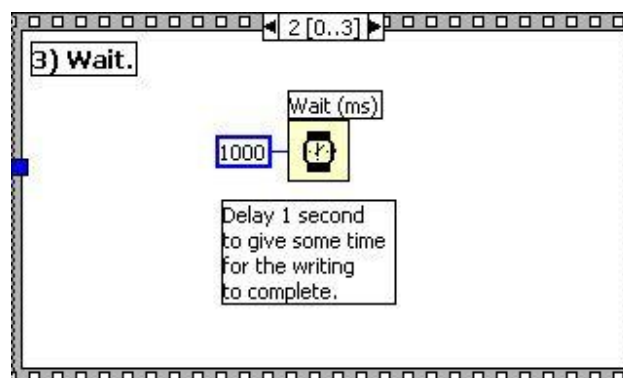 2 [0..3]
3) Wait.
Wait (ms)
1000
Delay 1 second
to give some time
for the writing
to complete.